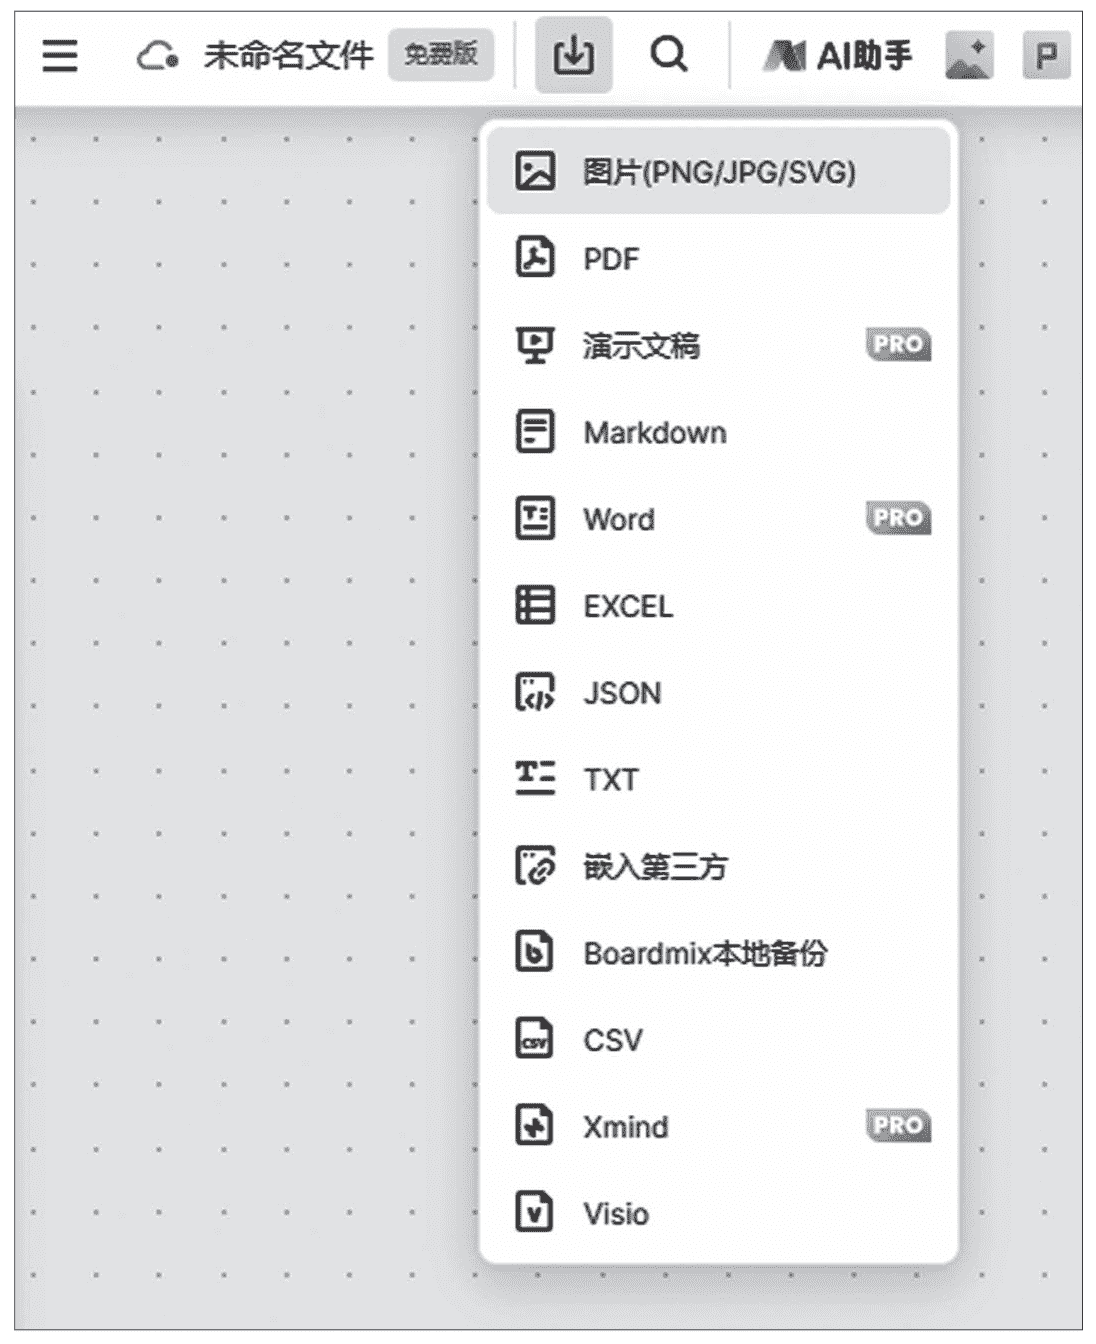 未命名文件 免费版 AI助手 P
图片(PNG/JPG/SVG)
PDF
演示文稿 PRO
Markdown
Word PRO
EXCEL
JSON
TXT
嵌入第三方
Boardmix本地备份
CSV
Xmind PRO
Visio